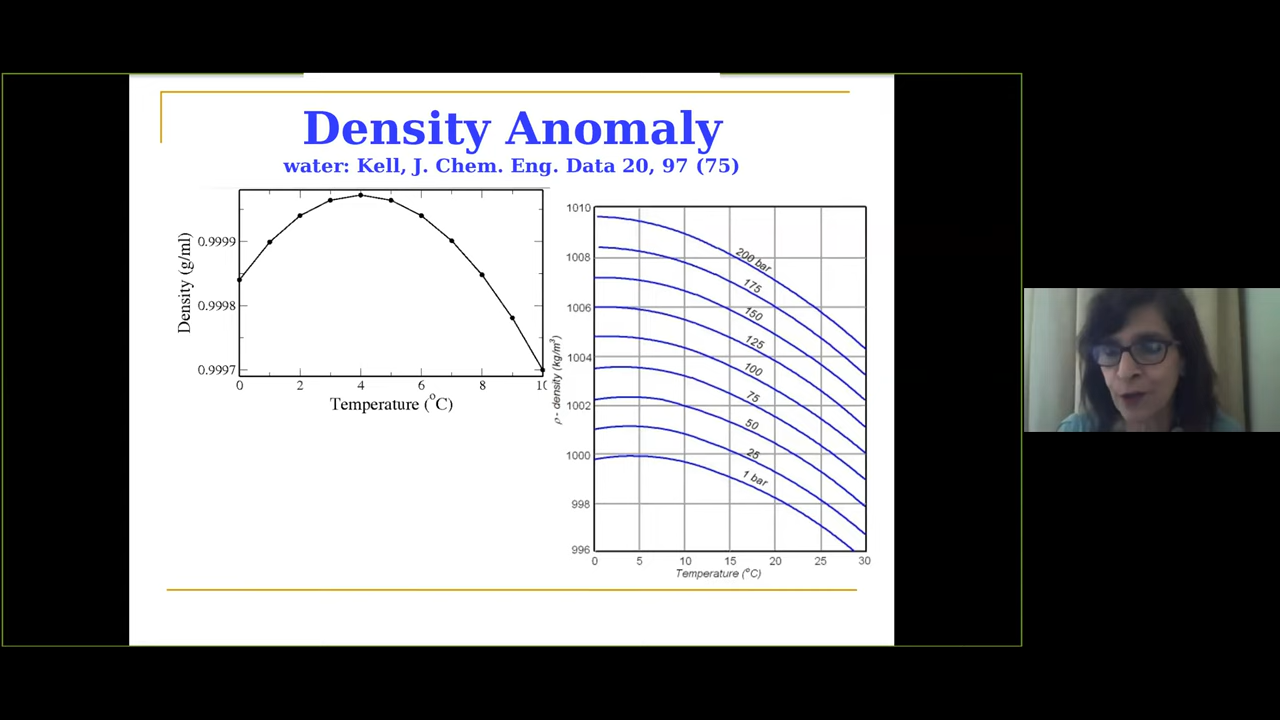 Density Anomaly
water: Kell, J. Chem. Eng. Data 20, 97 (75)
Density (g/ml)
0.9999
0.9998
0.9997
0 2 4 6 8 10
Temperature (°C)
ρ - density (kg/m³)
1010
1008
1006
1004
1002
1000
998
996
200 bar
175
150
125
100
75
50
25
1 bar
0 5 10 15 20 25 30
Temperature (°C)